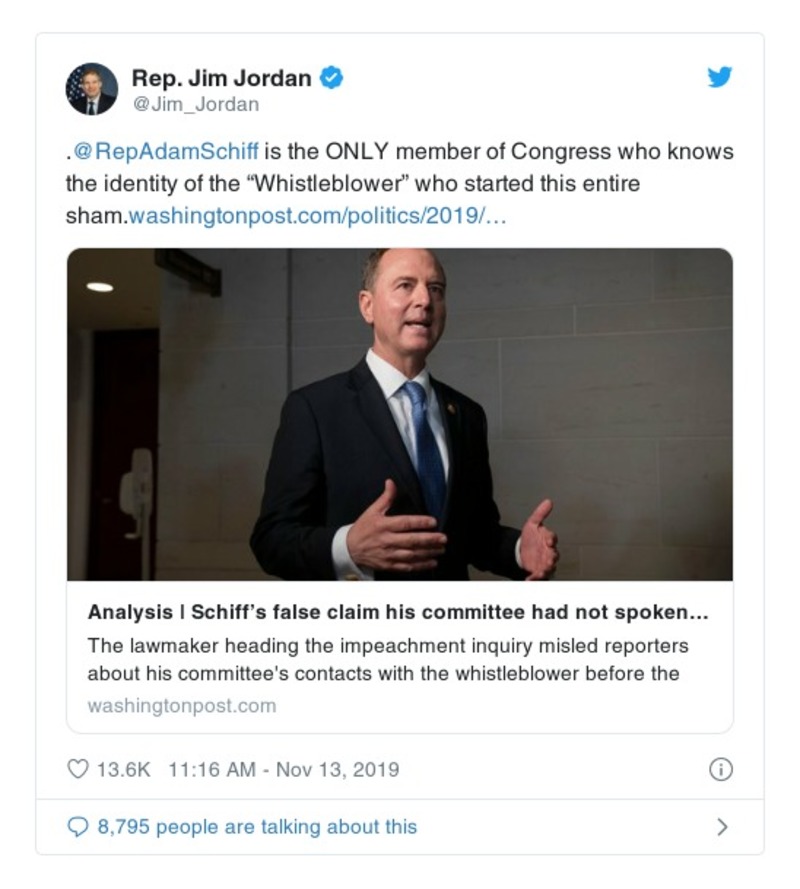 Rep. Jim Jordan
@Jim_Jordan
.@RepAdamSchiff is the ONLY member of Congress who knows
the identity of the “Whistleblower” who started this entire
sham.washingtonpost.com/politics/2019/…
Analysis | Schiff’s false claim his committee had not spoken…
The lawmaker heading the impeachment inquiry misled reporters
about his committee's contacts with the whistleblower before the
washingtonpost.com
13.6K 11:16 AM - Nov 13, 2019
8,795 people are talking about this